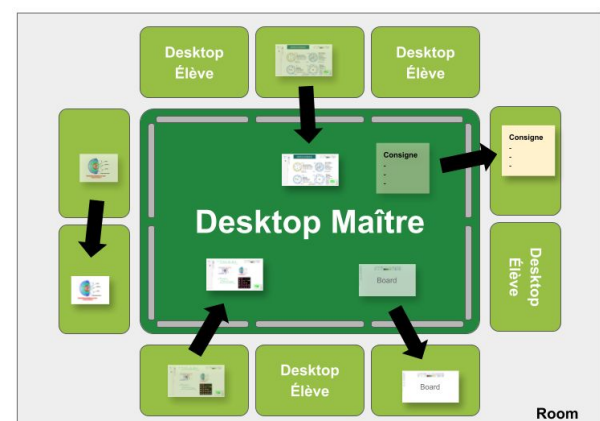 Desktop
Élève
Desktop
Élève
Consigne
-
-
-
Consigne
-
-
-
Desktop Maître
Desktop
Élève
Board
Desktop
Élève
Board
Room